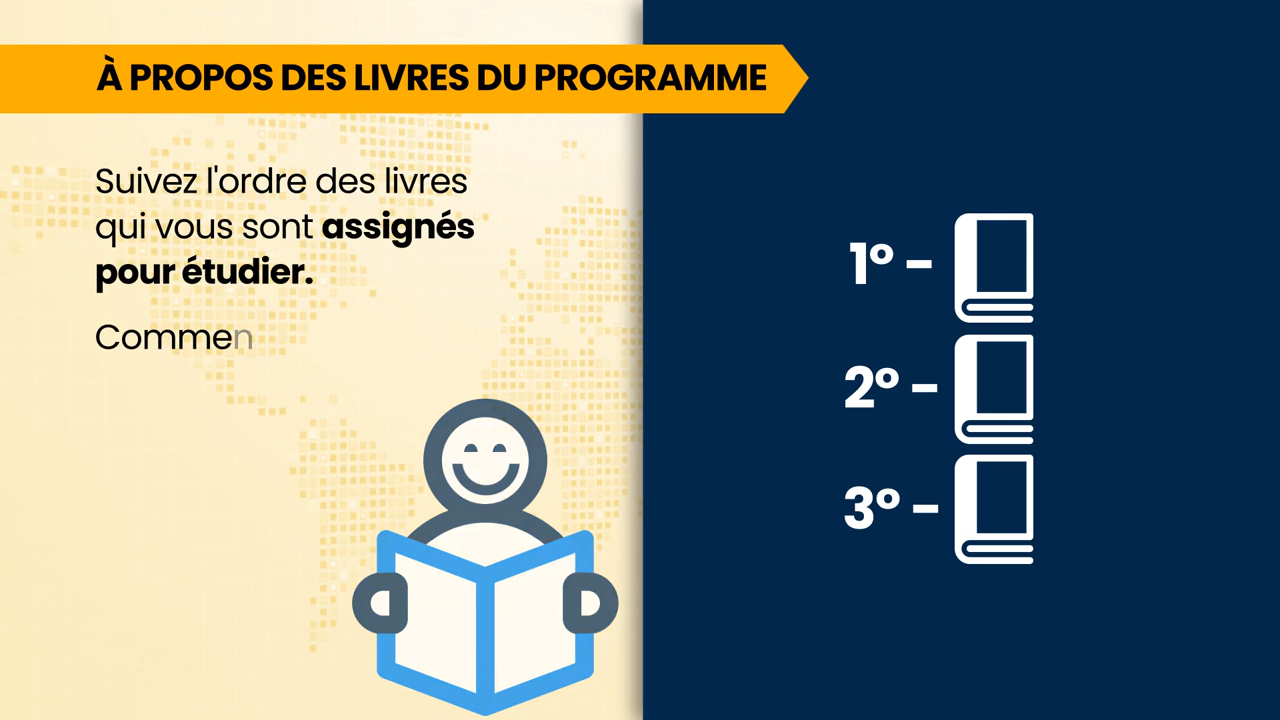 À PROPOS DES LIVRES DU PROGRAMME
Suivez l'ordre des livres
qui vous sont assignés
pour étudier.
Commen
1º -
2º -
3º -